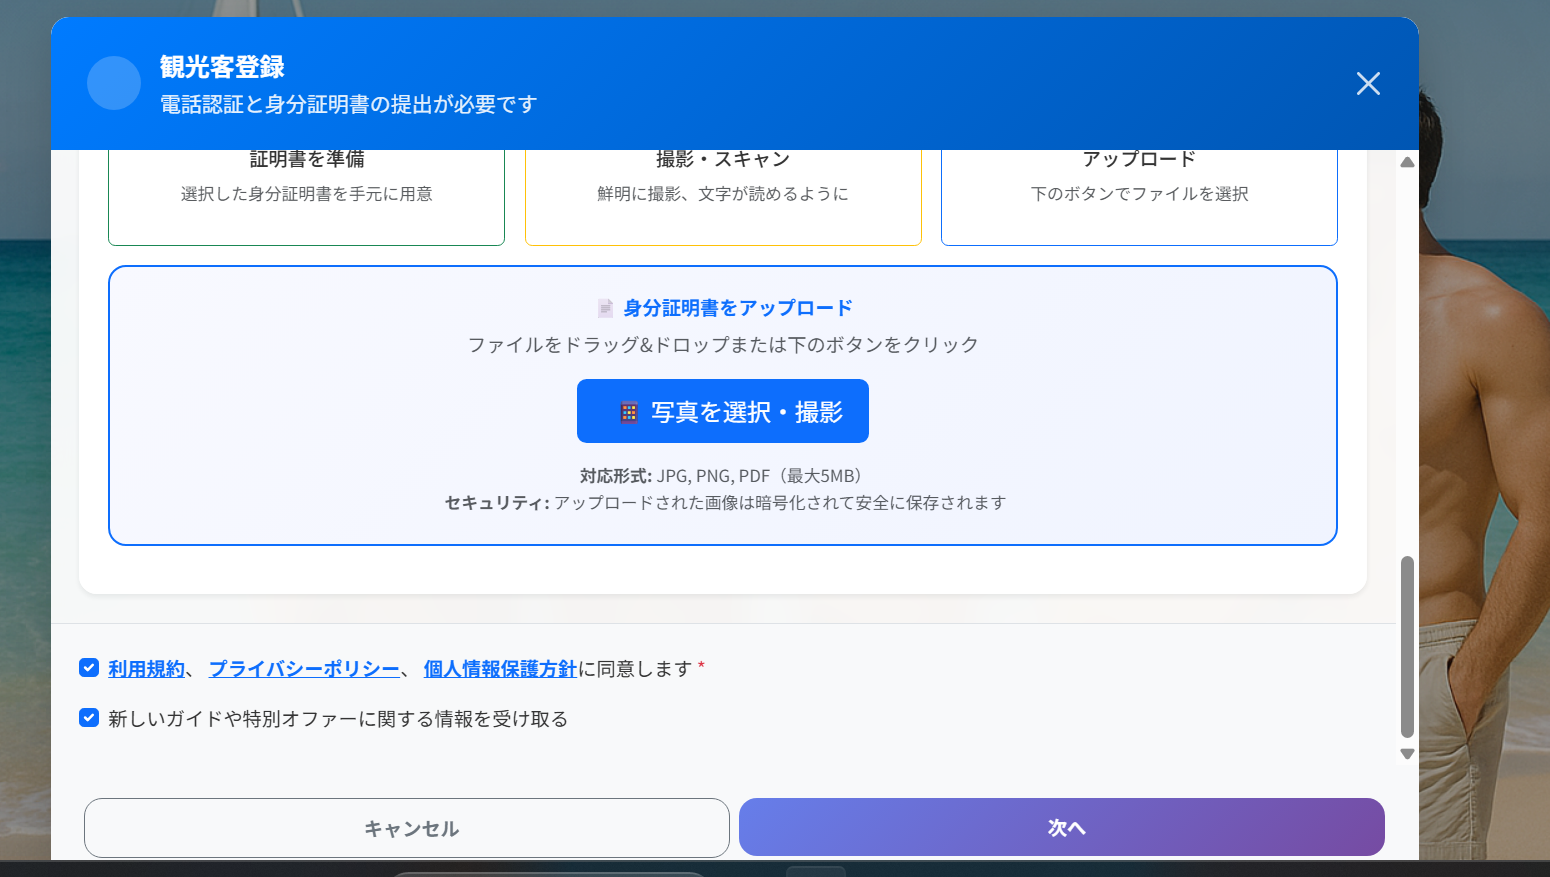 観光客登録
電話認証と身分証明書の提出が必要です
証明書を準備
選択した身分証明書を手元に用意
撮影・スキャン
鮮明に撮影、文字が読めるように
アップロード
下のボタンでファイルを選択
身分証明書をアップロード
ファイルをドラッグ&ドロップまたは下のボタンをクリック
写真を選択・撮影
対応形式: JPG, PNG, PDF（最大5MB）
セキュリティ: アップロードされた画像は暗号化されて安全に保存されます
利用規約、 プライバシーポリシー、 個人情報保護方針に同意します *
新しいガイドや特別オファーに関する情報を受け取る
キャンセル
次へ